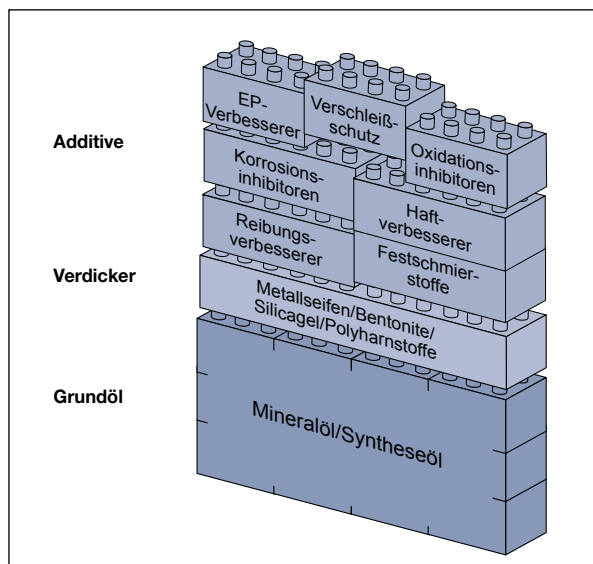 EP-
Verbesserer
Verschleiß-
schutz
Oxidations-
inhibitoren
Additive
Korrosions-
inhibitoren
Haft-
verbesserer
Reibungs-
verbesserer
Festschmier-
stoffe
Verdicker
Metallseifen/Bentonite/
Silicagel/Polyharnstoffe
Grundöl
Mineralöl/Syntheseöl